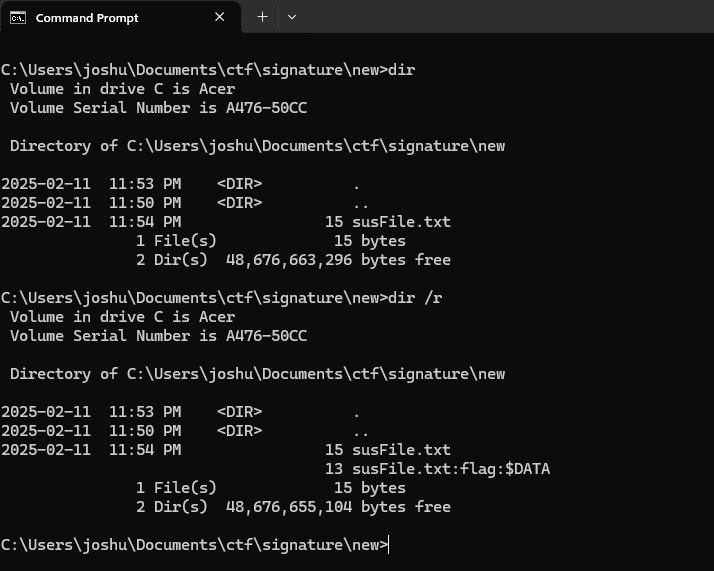 Command Prompt
C:\Users\joshu\Documents\ctf\signature\new>dir
Volume in drive C is Acer
Volume Serial Number is A476-50CC
Directory of C:\Users\joshu\Documents\ctf\signature\new
2025-02-11  11:53 PM    <DIR>          .
2025-02-11  11:50 PM    <DIR>          ..
2025-02-11  11:54 PM                15 susFile.txt
1 File(s)             15 bytes
2 Dir(s)  48,676,663,296 bytes free
C:\Users\joshu\Documents\ctf\signature\new>dir /r
Volume in drive C is Acer
Volume Serial Number is A476-50CC
Directory of C:\Users\joshu\Documents\ctf\signature\new
2025-02-11  11:53 PM    <DIR>          .
2025-02-11  11:50 PM    <DIR>          ..
2025-02-11  11:54 PM                15 susFile.txt
13 susFile.txt:flag:$DATA
1 File(s)             15 bytes
2 Dir(s)  48,676,655,104 bytes free
C:\Users\joshu\Documents\ctf\signature\new>